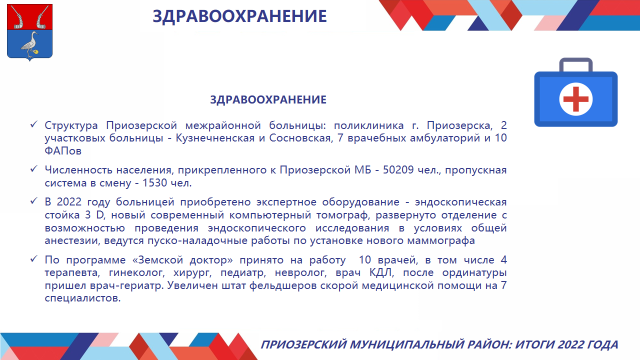 ЗДРАВООХРАНЕНИЕ
ЗДРАВООХРАНЕНИЕ
Структура Приозерской межрайонной больницы: поликлиника г. Приозерска, 2
участковых больницы - Кузнечненская и Сосновская, 7 врачебных амбулаторий и 10
ФАПов
Численность населения, прикрепленного к Приозерской МБ - 50209 чел., пропускная
система в смену - 1530 чел.
В 2022 году больницей приобретено экспертное оборудование - эндоскопическая
стойка 3 D, новый современный компьютерный томограф, развернуто отделение с
возможностью проведения эндоскопического исследования в условиях общей
анестезии, ведутся пуско-наладочные работы по установке нового маммографа
По программе «Земской доктор» принято на работу 10 врачей, в том числе 4
терапевта, гинеколог, хирург, педиатр, невролог, врач КДЛ, после ординатуры
пришел врач-гериатр. Увеличен штат фельдшеров скорой медицинской помощи на 7
специалистов.
ПРИОЗЕРСКИЙ МУНИЦИПАЛЬНЫЙ РАЙОН: ИТОГИ 2022 ГОДА